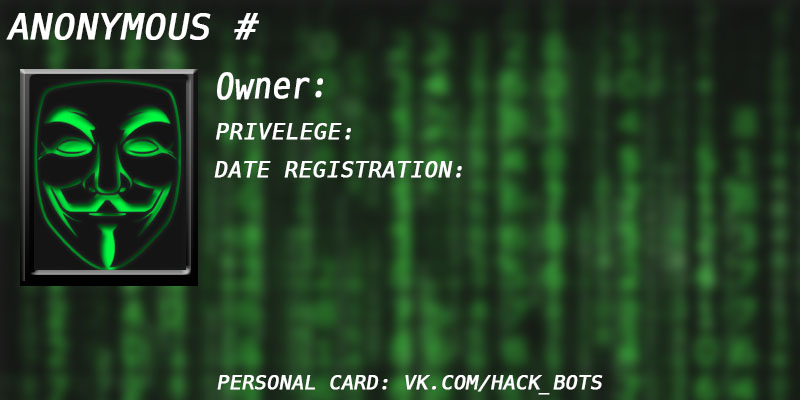 ANONYMOUS #
Owner:
PRIVELEGE:
DATE REGISTRATION:
PERSONAL CARD: VK.COM/HACK_BOTS